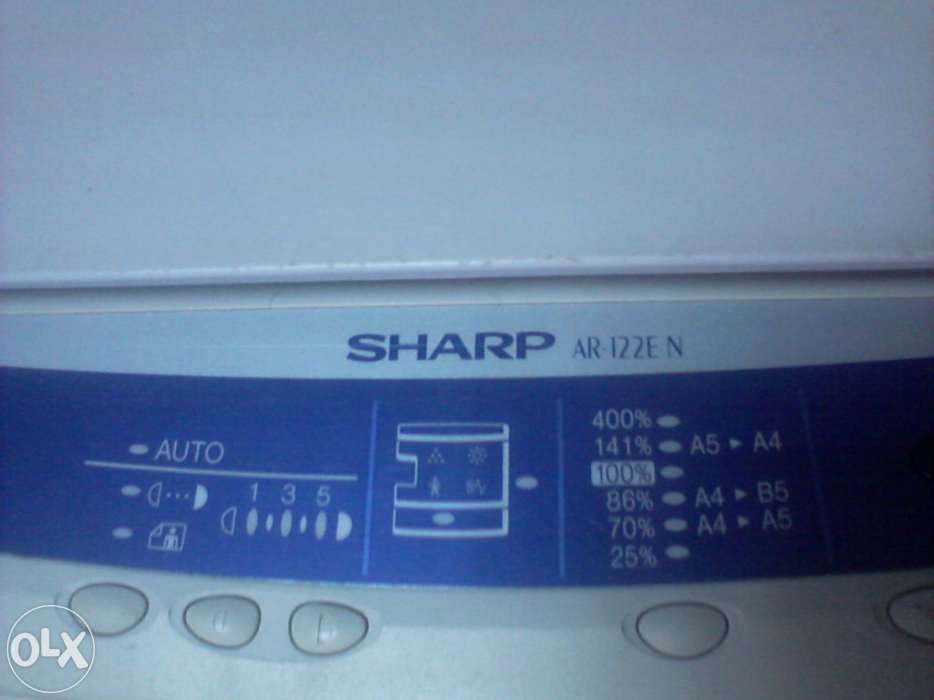 SHARP AR-122E N
AUTO
1 3 5
400%
141% A5 ▸ A4
100%
86% A4 ▸ B5
70% A4 ▸ A5
25%
OLX